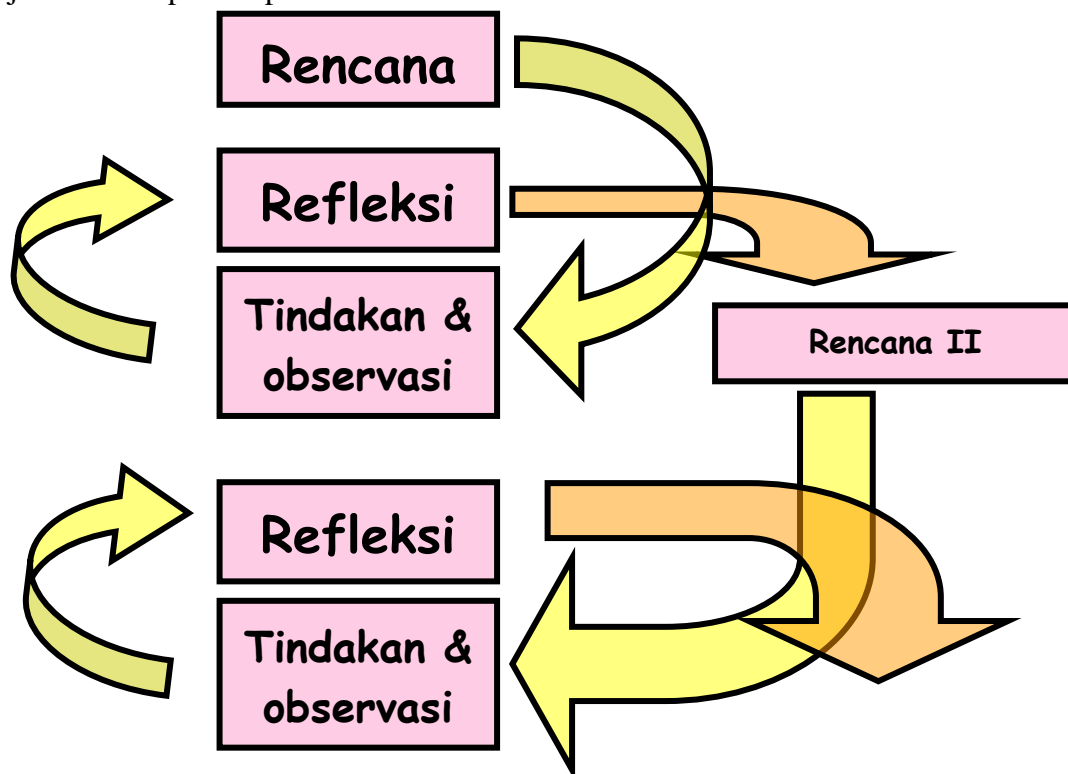 Rencana
Refleksi
Tindakan &
observasi
Rencana II
Refleksi
Tindakan &
observasi